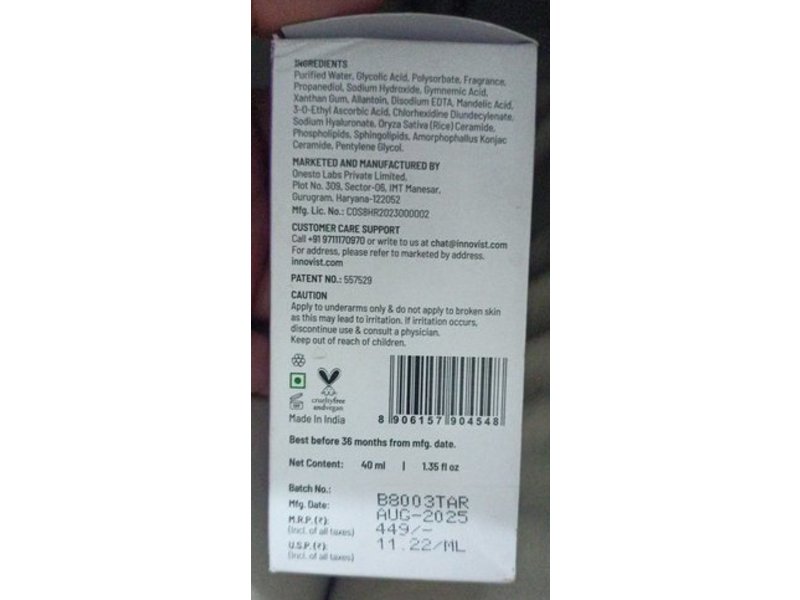 INGREDIENTS
Purified Water, Glycolic Acid, Polysorbate, Fragrance,
Propanediol, Sodium Hydroxide, Gymnemic Acid,
Xanthan Gum, Allantoin, Disodium EDTA, Mandelic Acid,
3-O-Ethyl Ascorbic Acid, Chlorhexidine Diundecylenate,
Sodium Hyaluronate, Oryza Sativa (Rice) Ceramide,
Phospholipids, Sphingolipids, Amorphophallus Konjac
Ceramide, Pentylene Glycol.
MARKETED AND MANUFACTURED BY
Onesto Labs Private Limited,
Plot No. 309, Sector-06, IMT Manesar,
Gurugram, Haryana-122052
Mfg. Lic. No.: COS8HR2023000002
CUSTOMER CARE SUPPORT
Call +91 9711170970 or write to us at chat@innovist.com
For address, please refer to marketed by address.
innovist.com
PATENT NO.: 557529
CAUTION
Apply to underarms only & do not apply to broken skin
as this may lead to irritation. If irritation occurs,
discontinue use & consult a physician.
Keep out of reach of children.
crueltyfree
andvegan
Made In India
8 906157 904548
Best before 36 months from mfg. date.
Net Content: 40 ml | 1.35 fl oz
Batch No.: B8003TAR
Mfg. Date: AUG-2025
M.R.P. (₹): 449/-
(Incl. of all taxes)
U.S.P. (₹): 11.22/ML
(Incl. of all taxes)